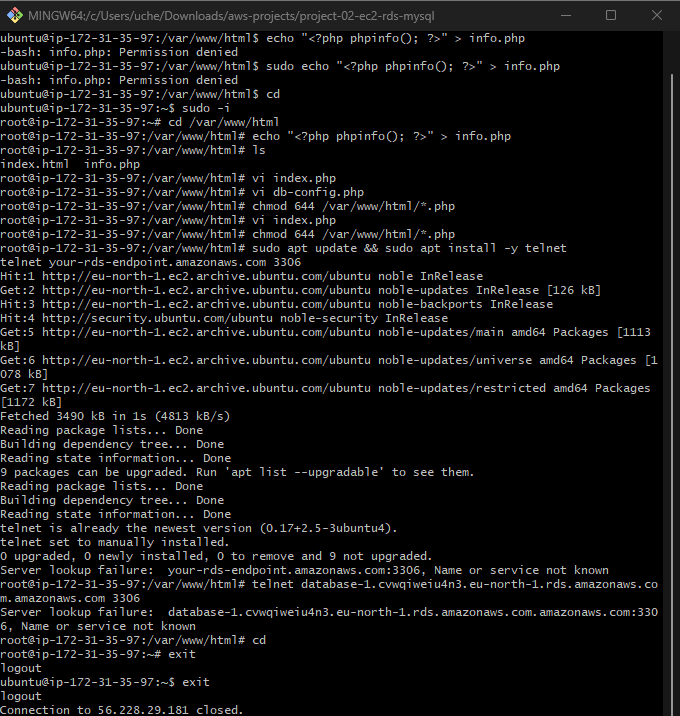 MINGW64:/c/Users/uche/Downloads/aws-projects/project-02-ec2-rds-mysql
ubuntu@ip-172-31-35-97:/var/www/html$ echo "<?php phpinfo(); ?>" > info.php
-bash: info.php: Permission denied
ubuntu@ip-172-31-35-97:/var/www/html$ sudo echo "<?php phpinfo(); ?>" > info.php
-bash: info.php: Permission denied
ubuntu@ip-172-31-35-97:/var/www/html$ cd
ubuntu@ip-172-31-35-97:~$ sudo -i
root@ip-172-31-35-97:~# cd /var/www/html
root@ip-172-31-35-97:/var/www/html# echo "<?php phpinfo(); ?>" > info.php
root@ip-172-31-35-97:/var/www/html# ls
index.html  info.php
root@ip-172-31-35-97:/var/www/html# vi index.php
root@ip-172-31-35-97:/var/www/html# vi db-config.php
root@ip-172-31-35-97:/var/www/html# chmod 644 /var/www/html/*.php
root@ip-172-31-35-97:/var/www/html# vi index.php
root@ip-172-31-35-97:/var/www/html# chmod 644 /var/www/html/*.php
root@ip-172-31-35-97:/var/www/html# sudo apt update && sudo apt install -y telnet
telnet your-rds-endpoint.amazonaws.com 3306
Hit:1 http://eu-north-1.ec2.archive.ubuntu.com/ubuntu noble InRelease
Get:2 http://eu-north-1.ec2.archive.ubuntu.com/ubuntu noble-updates InRelease [126 kB]
Hit:3 http://eu-north-1.ec2.archive.ubuntu.com/ubuntu noble-backports InRelease
Hit:4 http://security.ubuntu.com/ubuntu noble-security InRelease
Get:5 http://eu-north-1.ec2.archive.ubuntu.com/ubuntu noble-updates/main amd64 Packages [1113
kB]
Get:6 http://eu-north-1.ec2.archive.ubuntu.com/ubuntu noble-updates/universe amd64 Packages [1
078 kB]
Get:7 http://eu-north-1.ec2.archive.ubuntu.com/ubuntu noble-updates/restricted amd64 Packages
[1172 kB]
Fetched 3490 kB in 1s (4813 kB/s)
Reading package lists... Done
Building dependency tree... Done
Reading state information... Done
9 packages can be upgraded. Run 'apt list --upgradable' to see them.
Reading package lists... Done
Building dependency tree... Done
Reading state information... Done
telnet is already the newest version (0.17+2.5-3ubuntu4).
telnet set to manually installed.
0 upgraded, 0 newly installed, 0 to remove and 9 not upgraded.
Server lookup failure:  your-rds-endpoint.amazonaws.com:3306, Name or service not known
root@ip-172-31-35-97:/var/www/html# telnet database-1.cvwqiweiu4n3.eu-north-1.rds.amazonaws.co
m.amazonaws.com 3306
Server lookup failure:  database-1.cvwqiweiu4n3.eu-north-1.rds.amazonaws.com.amazonaws.com:330
6, Name or service not known
root@ip-172-31-35-97:/var/www/html# cd
root@ip-172-31-35-97:~# exit
logout
ubuntu@ip-172-31-35-97:~$ exit
logout
Connection to 56.228.29.181 closed.